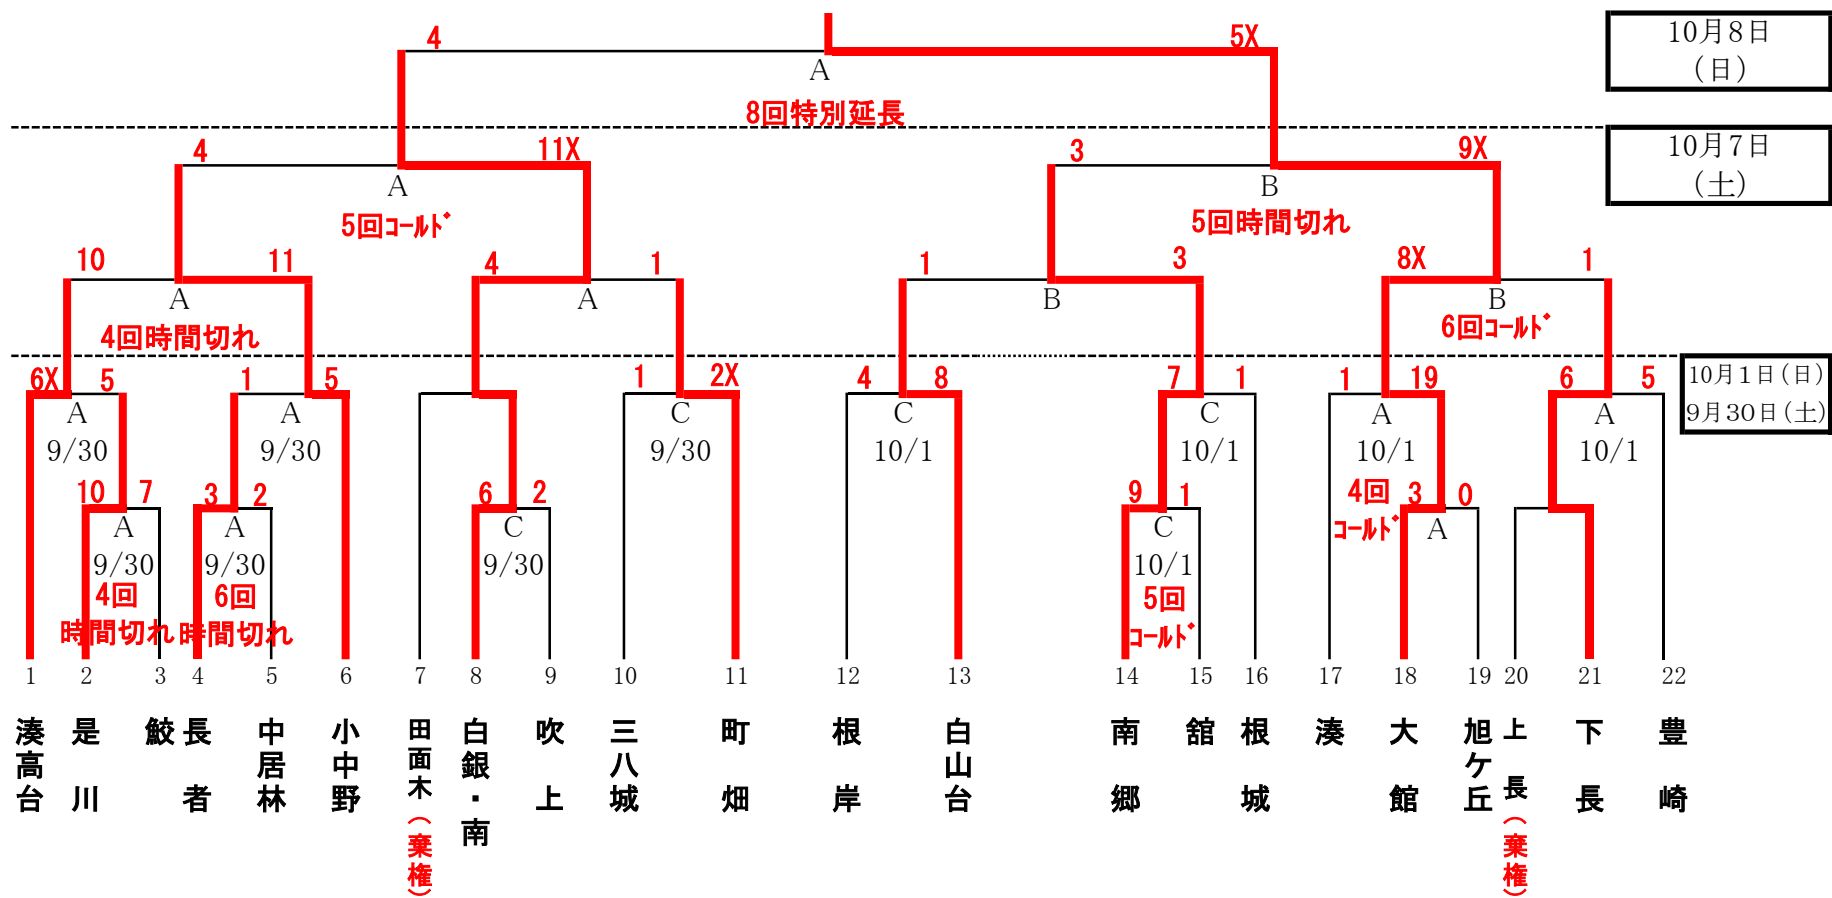 4 5X 10月8日
A (日)
8回特別延長
4 11X 3 9X 10月7日
A B (土)
5回コールド 5回時間切れ
10 11 4 1 1 3 8X 1
A A B B
4回時間切れ 6回コールド
6X 5 1 5 1 2X 4 8 7 1 1 19 6 5 10月1日(日)
A A C C C A A 9月30日(土)
9/30 9/30 9/30 10/1 10/1 10/1 10/1
10 7 3 2 6 2 9 1 4回 3 0
A A C C コールド A
9/30 9/30 9/30 10/1
4回 6回 5回
時間切れ 時間切れ コールド
1 2 3 4 5 6 7 8 9 10 11 12 13 14 15 16 17 18 19 20 21 22
湊高台
是川
鮫
長者
中居林
小中野
田面木(棄権)
白銀・南
吹上
三八城
町畑
根岸
白山台
南郷
舘
根城
湊
大館
旭ケ丘
上長(棄権)
下長
豊崎